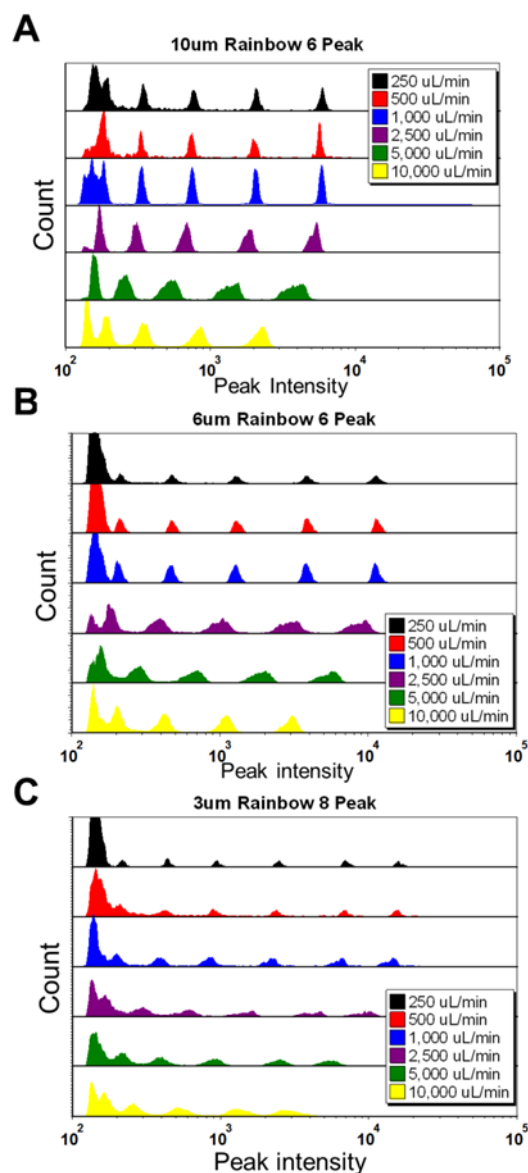 A
10um Rainbow 6 Peak
250 uL/min
500 uL/min
1,000 uL/min
2,500 uL/min
5,000 uL/min
10,000 uL/min
Count
10² 10³ 10⁴ 10⁵
Peak Intensity
B
6um Rainbow 6 Peak
250 uL/min
500 uL/min
1,000 uL/min
2,500 uL/min
5,000 uL/min
10,000 uL/min
Count
10² 10³ 10⁴ 10⁵
Peak intensity
C
3um Rainbow 8 Peak
250 uL/min
500 uL/min
1,000 uL/min
2,500 uL/min
5,000 uL/min
10,000 uL/min
Count
10² 10³ 10⁴ 10⁵
Peak intensity